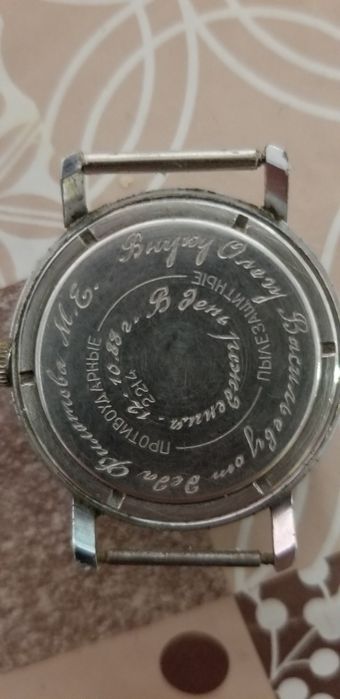 Внуку Олегу Васильеву от деда Филатова М.Е.
В день рождения. 12.10.88 г.
ПРОТИВОУДАРНЫЕ
ПЫЛЕЗАЩИТНЫЕ
2214